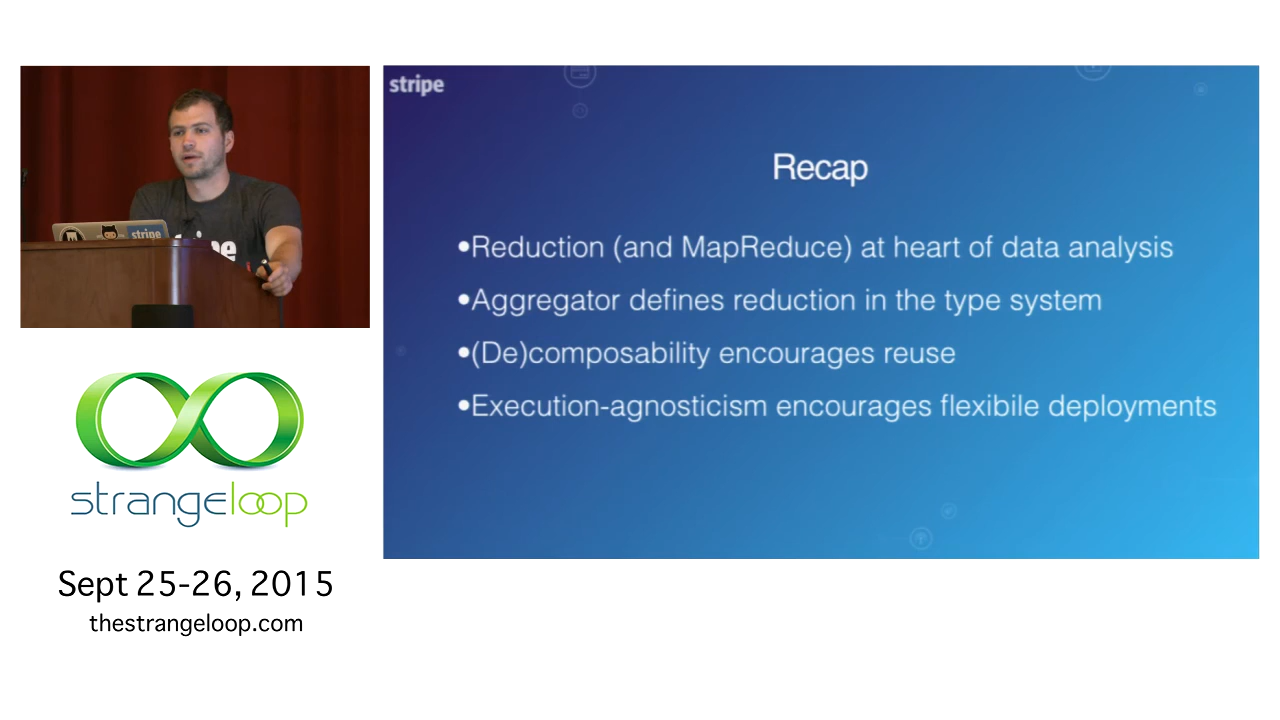 stripe
Recap
•Reduction (and MapReduce) at heart of data analysis
•Aggregator defines reduction in the type system
•(De)composability encourages reuse
•Execution-agnosticism encourages flexibile deployments
stripe
strangeloop
Sept 25-26, 2015
thestrangeloop.com